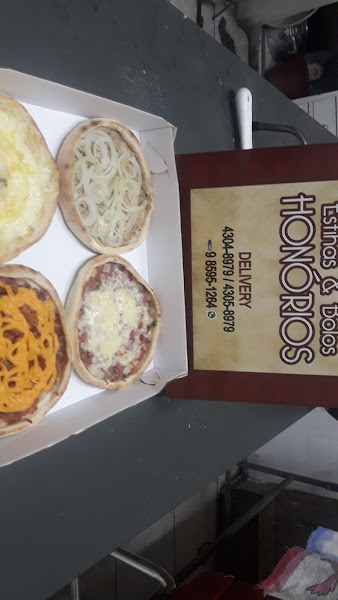 Esfihas & Bolos
HONÓRIOS
DELIVERY
4304-8979 / 4305-8979
9 8595-1264